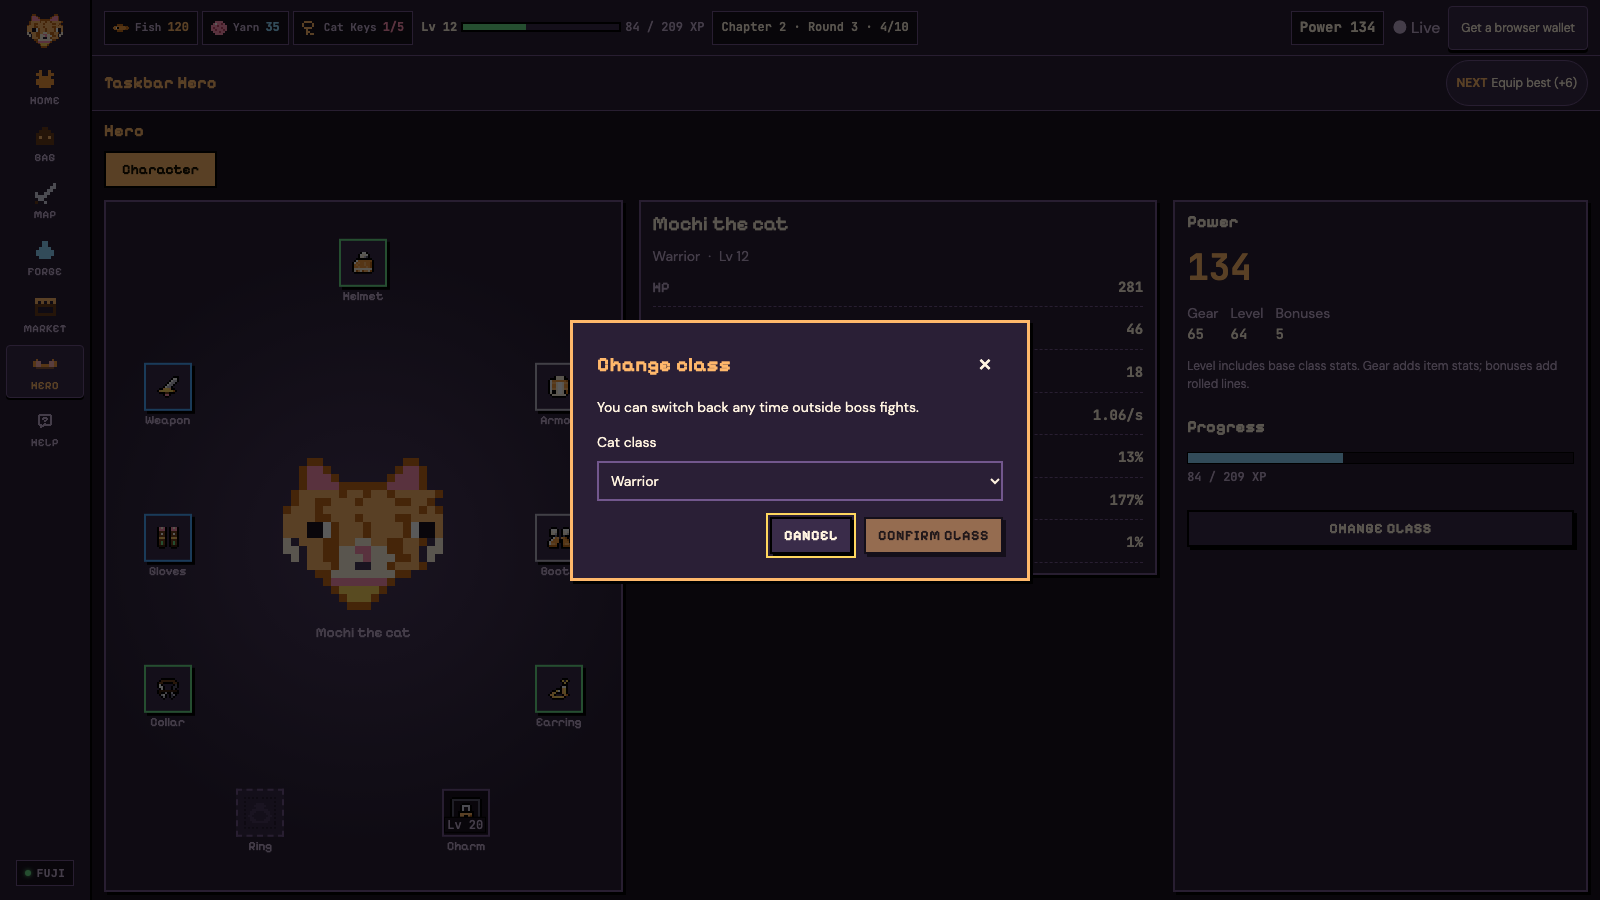 Fish 120
Yarn 35
Cat Keys 1/5
Lv 12
84 / 209 XP
Chapter 2 · Round 3 · 4/10
Power 134
Live
Get a browser wallet
HOME
BAG
MAP
FORGE
MARKET
HERO
HELP
FUJI
Taskbar Hero
NEXT Equip best (+6)
Hero
Character
Helmet
Weapon
Armo
Gloves
Boot
Mochi the cat
Collar
Earring
Ring
Lv 20
Charm
Mochi the cat
Warrior · Lv 12
HP 281
46
18
1.06/s
13%
177%
1%
Change class
×
You can switch back any time outside boss fights.
Cat class
Warrior
CANCEL
CONFIRM CLASS
Power
134
Gear Level Bonuses
65 64 5
Level includes base class stats. Gear adds item stats; bonuses add
rolled lines.
Progress
84 / 209 XP
CHANGE CLASS